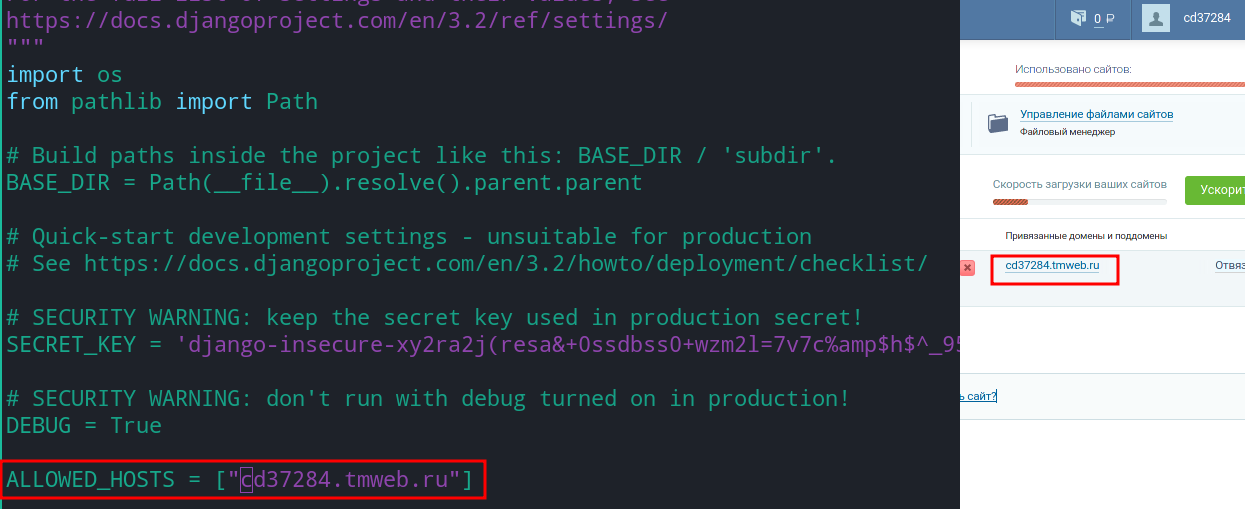 https://docs.djangoproject.com/en/3.2/ref/settings/
"""
import os
from pathlib import Path
# Build paths inside the project like this: BASE_DIR / 'subdir'.
BASE_DIR = Path(__file__).resolve().parent.parent
# Quick-start development settings - unsuitable for production
# See https://docs.djangoproject.com/en/3.2/howto/deployment/checklist/
# SECURITY WARNING: keep the secret key used in production secret!
SECRET_KEY = 'django-insecure-xy2ra2j(resa&+0ssdbss0+wzm2l=7v7c%amp$h$^_95
# SECURITY WARNING: don't run with debug turned on in production!
DEBUG = True
ALLOWED_HOSTS = ["cd37284.tmweb.ru"]
0 ₽
cd37284
Использовано сайтов:
Управление файлами сайтов
Файловый менеджер
Скорость загрузки ваших сайтов
Ускорит
Привязанные домены и поддомены
cd37284.tmweb.ru
Отвяз
ь сайт?